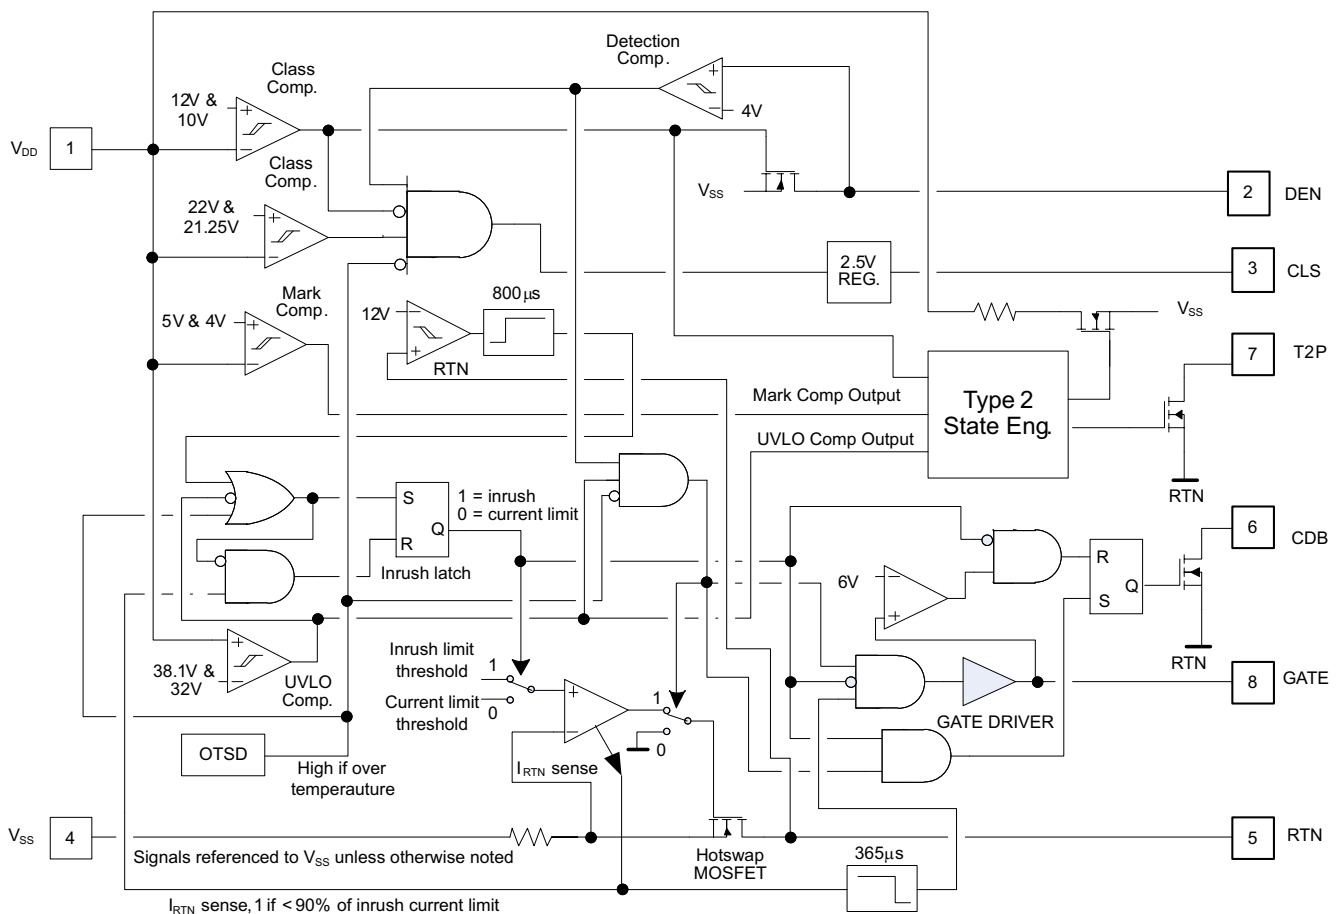 Detection
Comp.
Class
Comp.
12V &
10V
+
−
+
−
4V
VDD
1
Class
Comp.
VSS
2
DEN
22V &
21.25V
+
−
2.5V
REG.
3
CLS
Mark
Comp.
5V & 4V
+
−
12V
−
+
RTN
800µs
VSS
7
T2P
Mark Comp Output
Type 2
State Eng.
UVLO Comp Output
RTN
S
R
Q
1 = inrush
0 = current limit
Inrush latch
6
CDB
R
S
Q
6V
−
+
RTN
38.1V &
32V
+
−
UVLO
Comp.
Inrush limit
threshold
1
Current limit
threshold
0
+
−
1
0
8
GATE
GATE DRIVER
OTSD
High if over
temperauture
IRTN sense
VSS
4
5
RTN
Signals referenced to VSS unless otherwise noted
Hotswap
MOSFET
365µs
IRTN sense, 1 if < 90% of inrush current limit